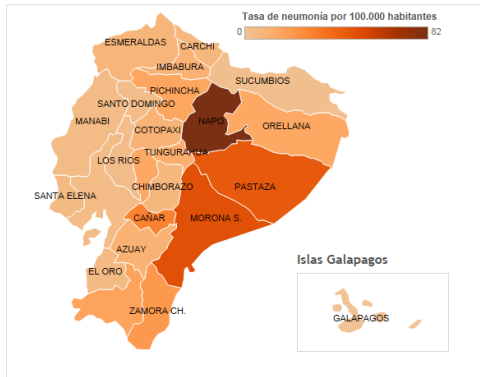 Tasa de neumonía por 100.000 habitantes
0 82
ESMERALDAS
CARCHI
IMBABURA
SUCUMBIOS
PICHINCHA
SANTO DOMINGO
MANABI
NAPO
ORELLANA
COTOPAXI
TUNGURAHUA
LOS RIOS
CHIMBORAZO
PASTAZA
SANTA ELENA
CAÑAR
MORONA S.
AZUAY
EL ORO
ZAMORA CH.
Islas Galapagos
GALAPAGOS